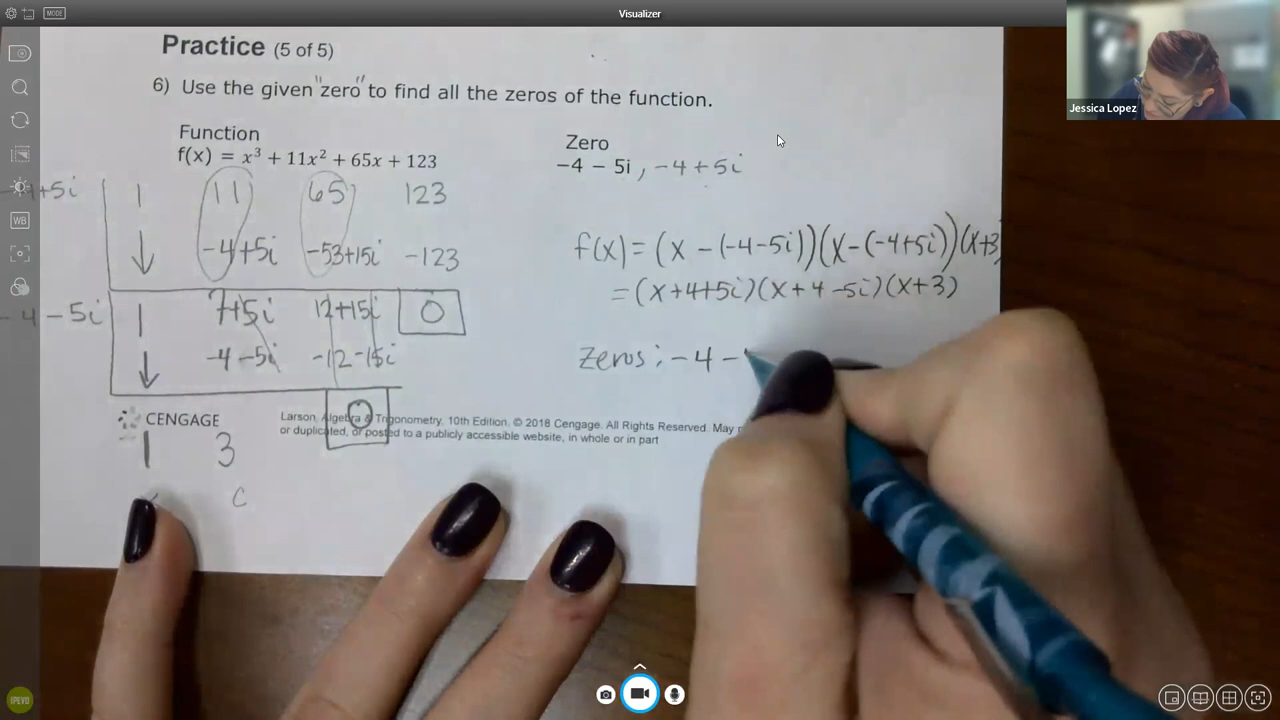 MODE
Visualizer
Jessica Lopez
WB
Practice (5 of 5)
6) Use the given "zero" to find all the zeros of the function.
Function
f(x) = x³ + 11x² + 65x + 123
Zero
−4 − 5i , −4 + 5i
-4+5i 1 11 65 123
-4+5i -53+15i -123
-4-5i 1 7+5i 12+15i 0
-4-5i -12-15i
0
1 3
x c
f(x) = (x - (-4-5i))(x - (-4+5i))(x+3)
= (x+4+5i)(x+4-5i)(x+3)
Zeros: -4 -
CENGAGE
Larson, Algebra & Trigonometry, 10th Edition. © 2018 Cengage. All Rights Reserved. May
or duplicated, or posted to a publicly accessible website, in whole or in part
IPEVO